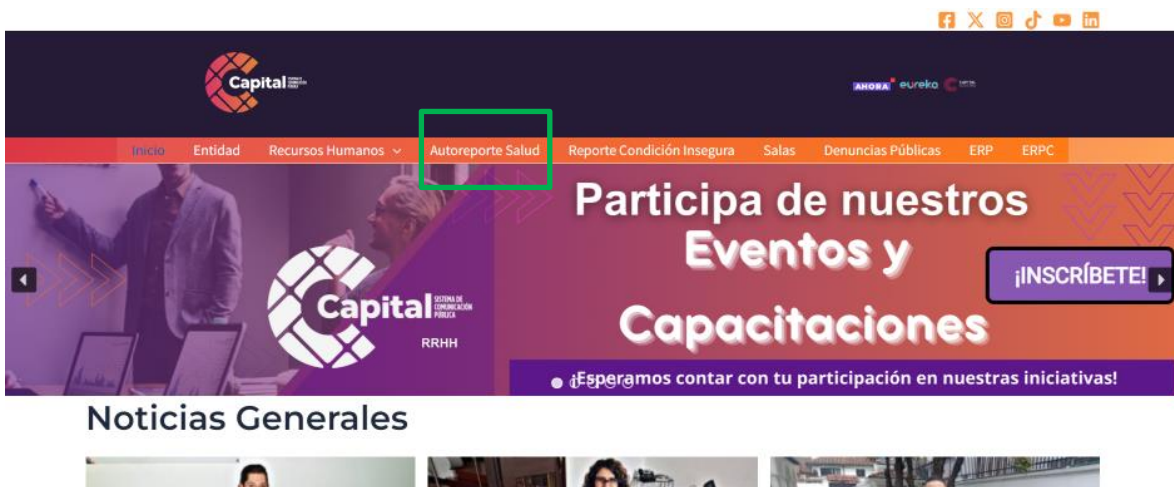 Capital
AHORA eureka
Inicio Entidad Recursos Humanos Autoreporte Salud Reporte Condición Insegura Salas Denuncias Públicas ERP ERPC
Participa de nuestros
Eventos y
¡INSCRÍBETE!
Capital SISTEMA DE COMUNICACIÓN PÚBLICA
Capacitaciones
RRHH
¡Esperamos contar con tu participación en nuestras iniciativas!
Noticias Generales